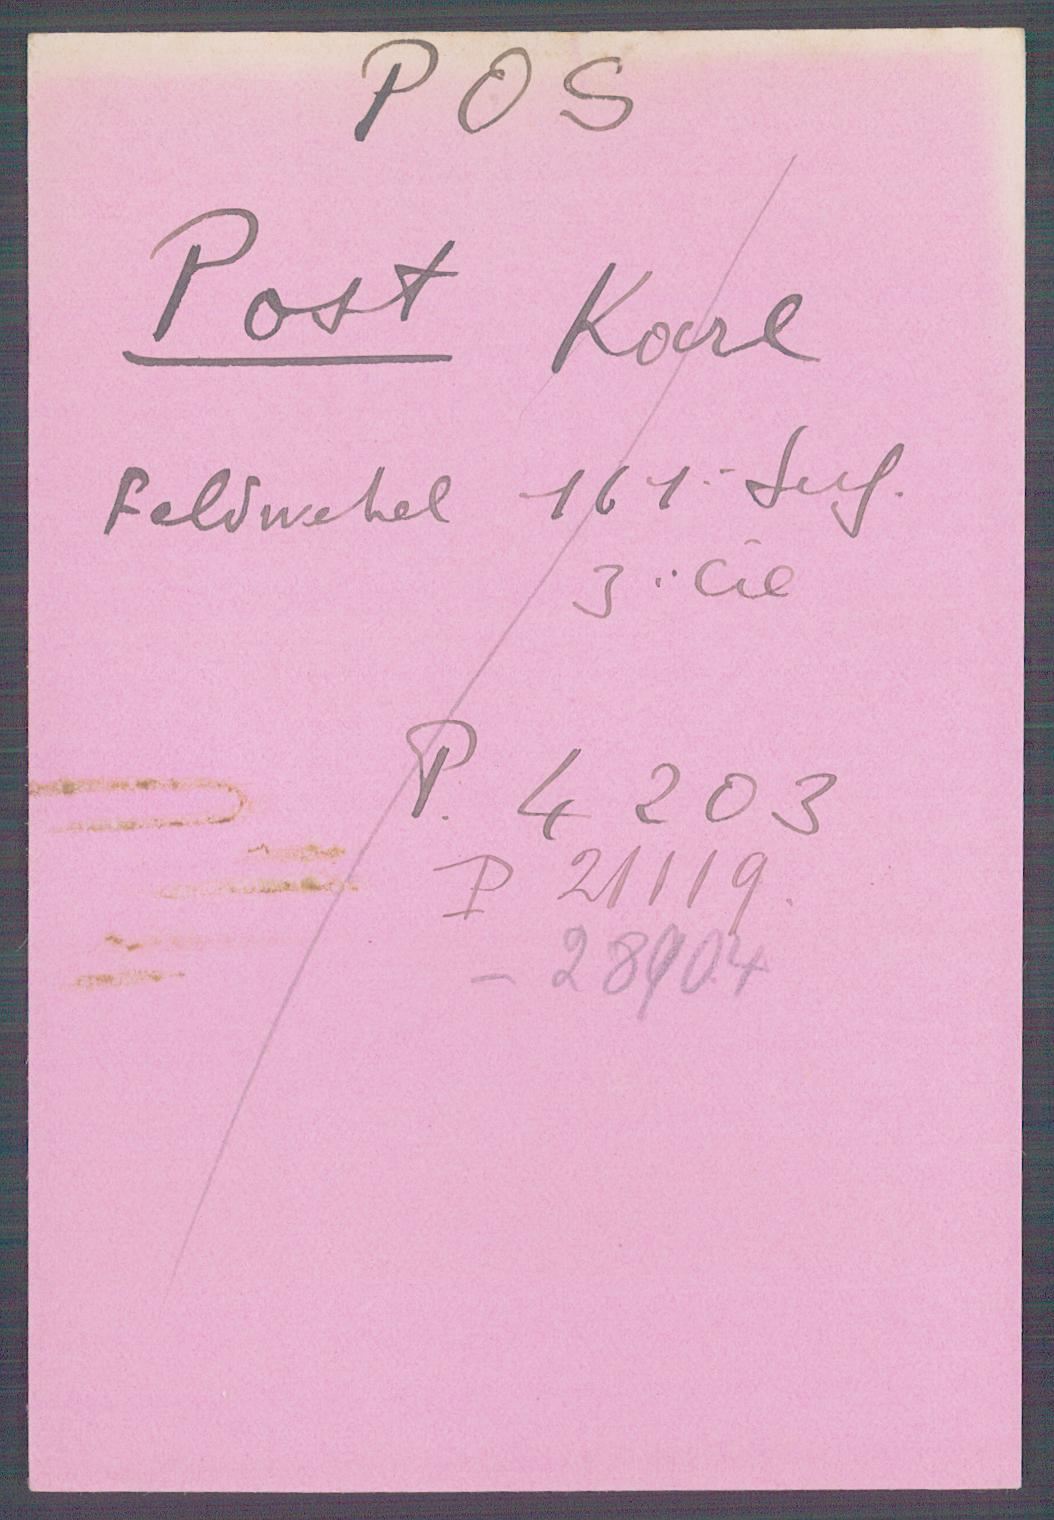 POS
Post Karl
Feldwebel 161. Inf.
3. Cie
P. 4203
P 21119.
- 28904